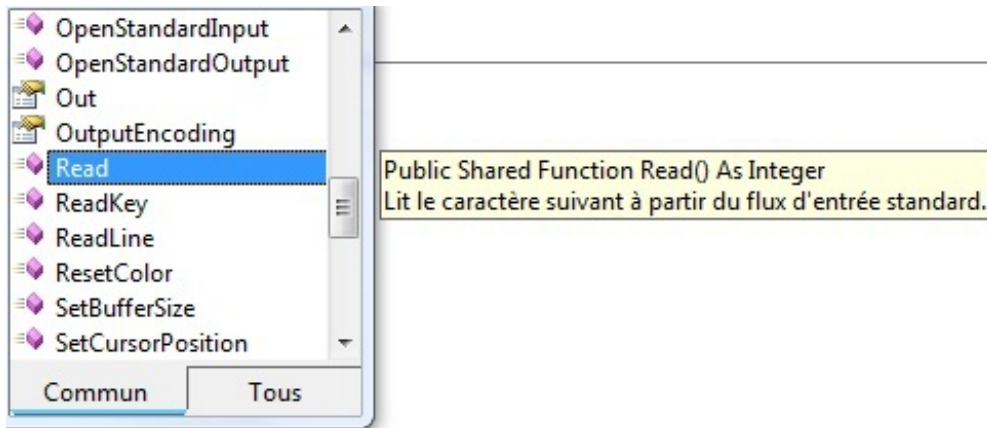 OpenStandardInput
OpenStandardOutput
Out
OutputEncoding
Read
ReadKey
ReadLine
ResetColor
SetBufferSize
SetCursorPosition
Commun Tous
Public Shared Function Read() As Integer
Lit le caractère suivant à partir du flux d'entrée standard.